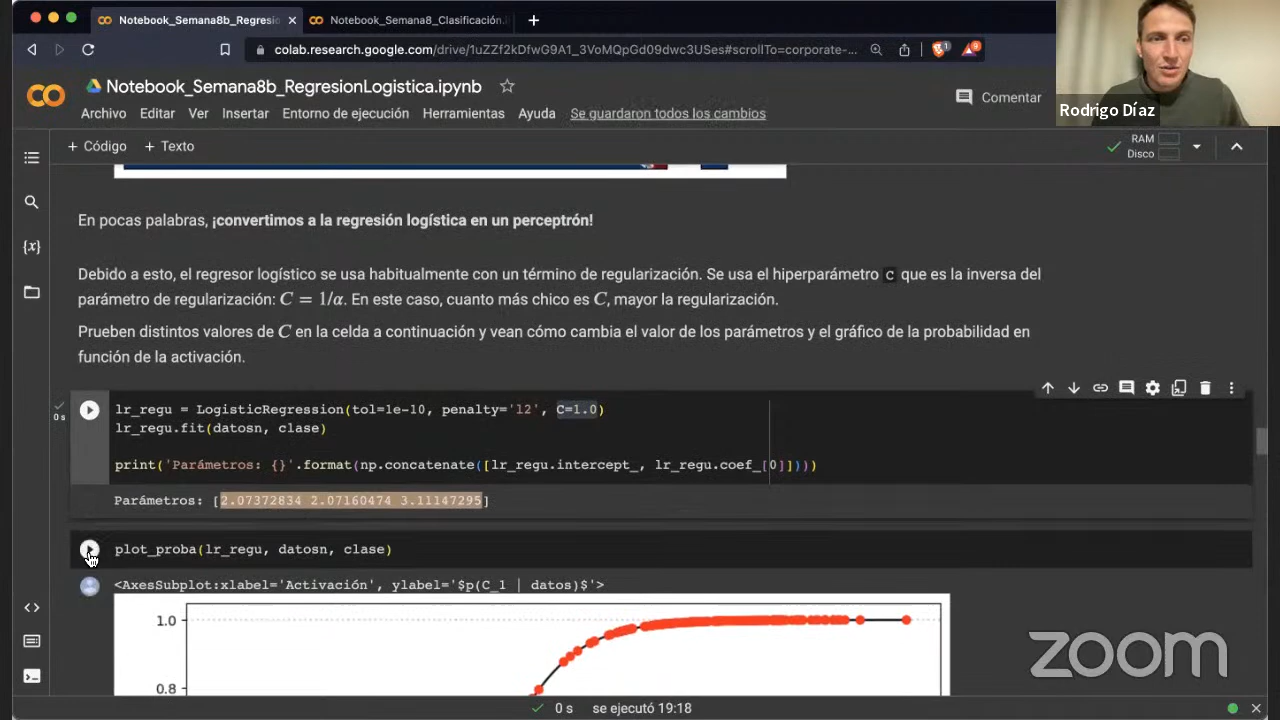 Notebook_Semana8b_Regresio
Notebook_Semana8_Clasificación.i
colab.research.google.com/drive/1uZZf2kDfwG9A1_3VoMQpGd09dwc3USes#scrollTo=corporate-...
1
9
Rodrigo Díaz
Notebook_Semana8b_RegresionLogistica.ipynb
Comentar
Archivo Editar Ver Insertar Entorno de ejecución Herramientas Ayuda Se guardaron todos los cambios
+ Código + Texto
RAM
Disco
En pocas palabras, ¡convertimos a la regresión logística en un perceptrón!
Debido a esto, el regresor logístico se usa habitualmente con un término de regularización. Se usa el hiperparámetro C que es la inversa del
parámetro de regularización: C = 1/α. En este caso, cuanto más chico es C, mayor la regularización.
Prueben distintos valores de C en la celda a continuación y vean cómo cambia el valor de los parámetros y el gráfico de la probabilidad en
función de la activación.
0 s
lr_regu = LogisticRegression(tol=1e-10, penalty='l2', C=1.0)
lr_regu.fit(datosn, clase)
print('Parámetros: {}'.format(np.concatenate([lr_regu.intercept_, lr_regu.coef_[0]])))
Parámetros: [2.07372834 2.07160474 3.11147295]
plot_proba(lr_regu, datosn, clase)
<AxesSubplot:xlabel='Activación', ylabel='$p(C_1 | datos)$'>
1.0
0.8
zoom
0 s se ejecutó 19:18